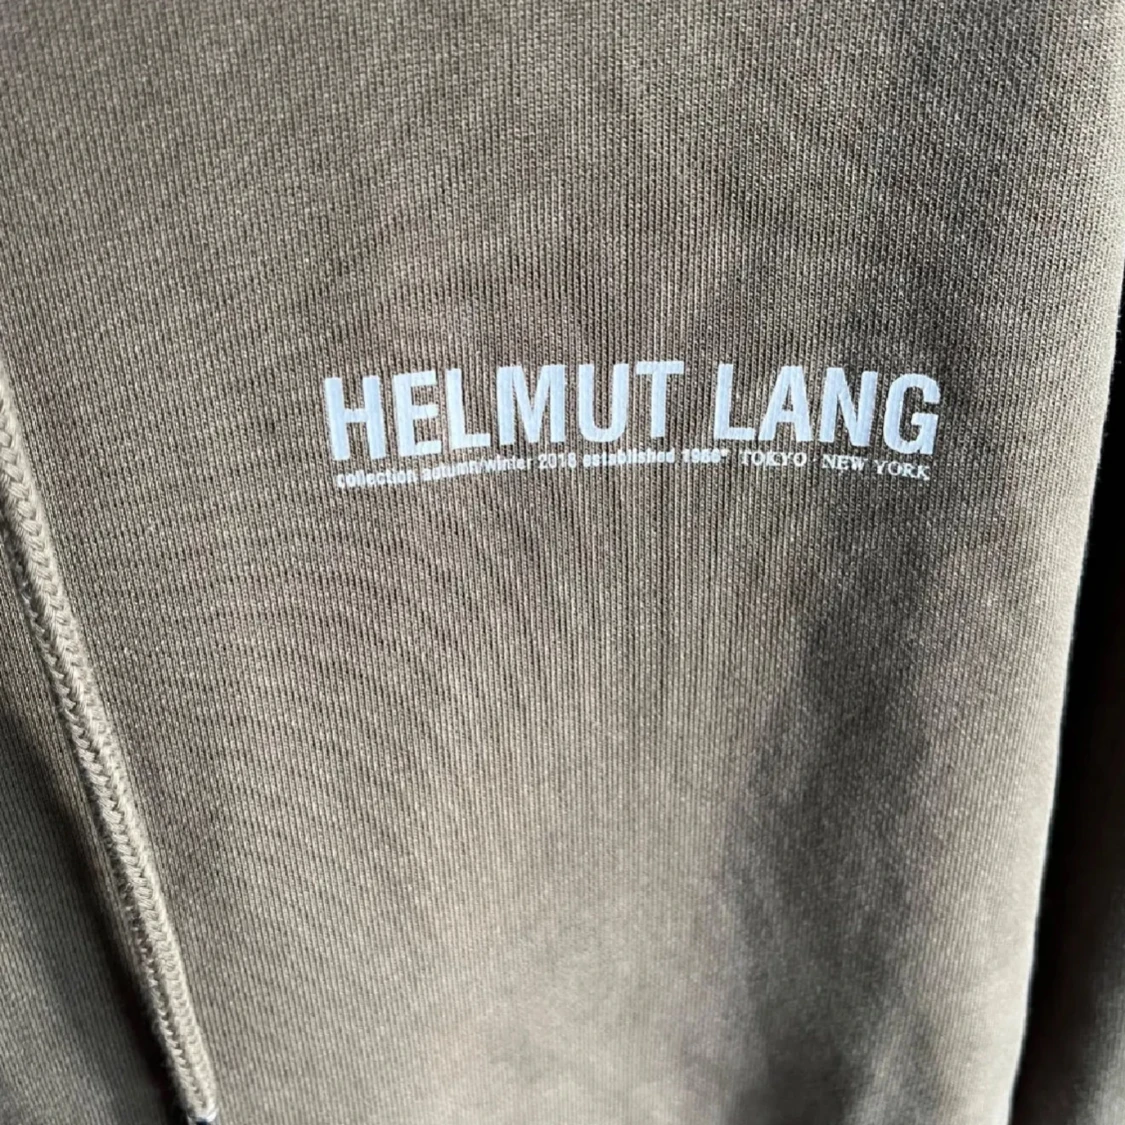 HELMUT LANG
collection autumn/winter 2018 established 1986" TOKYO · NEW YORK